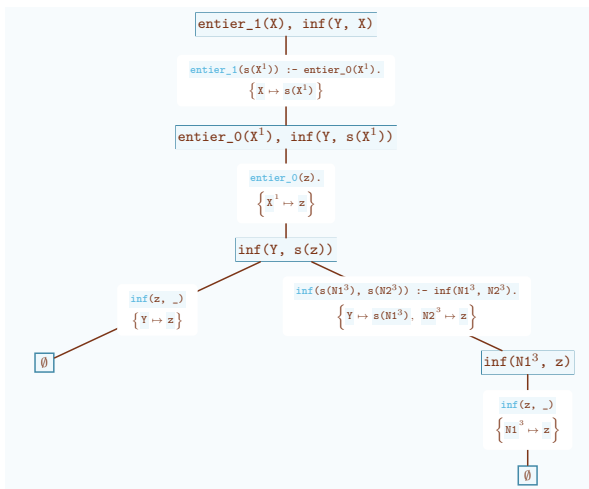 entier_1(X), inf(Y, X)
entier_1(s(X¹)) :- entier_0(X¹).
{X ↦ s(X¹)}
entier_0(X¹), inf(Y, s(X¹))
entier_0(z).
{X¹ ↦ z}
inf(Y, s(z))
inf(z, _)
{Y ↦ z}
inf(s(N1³), s(N2³)) :- inf(N1³, N2³).
{Y ↦ s(N1³), N2³ ↦ z}
∅
inf(N1³, z)
inf(z, _)
{N1³ ↦ z}
∅